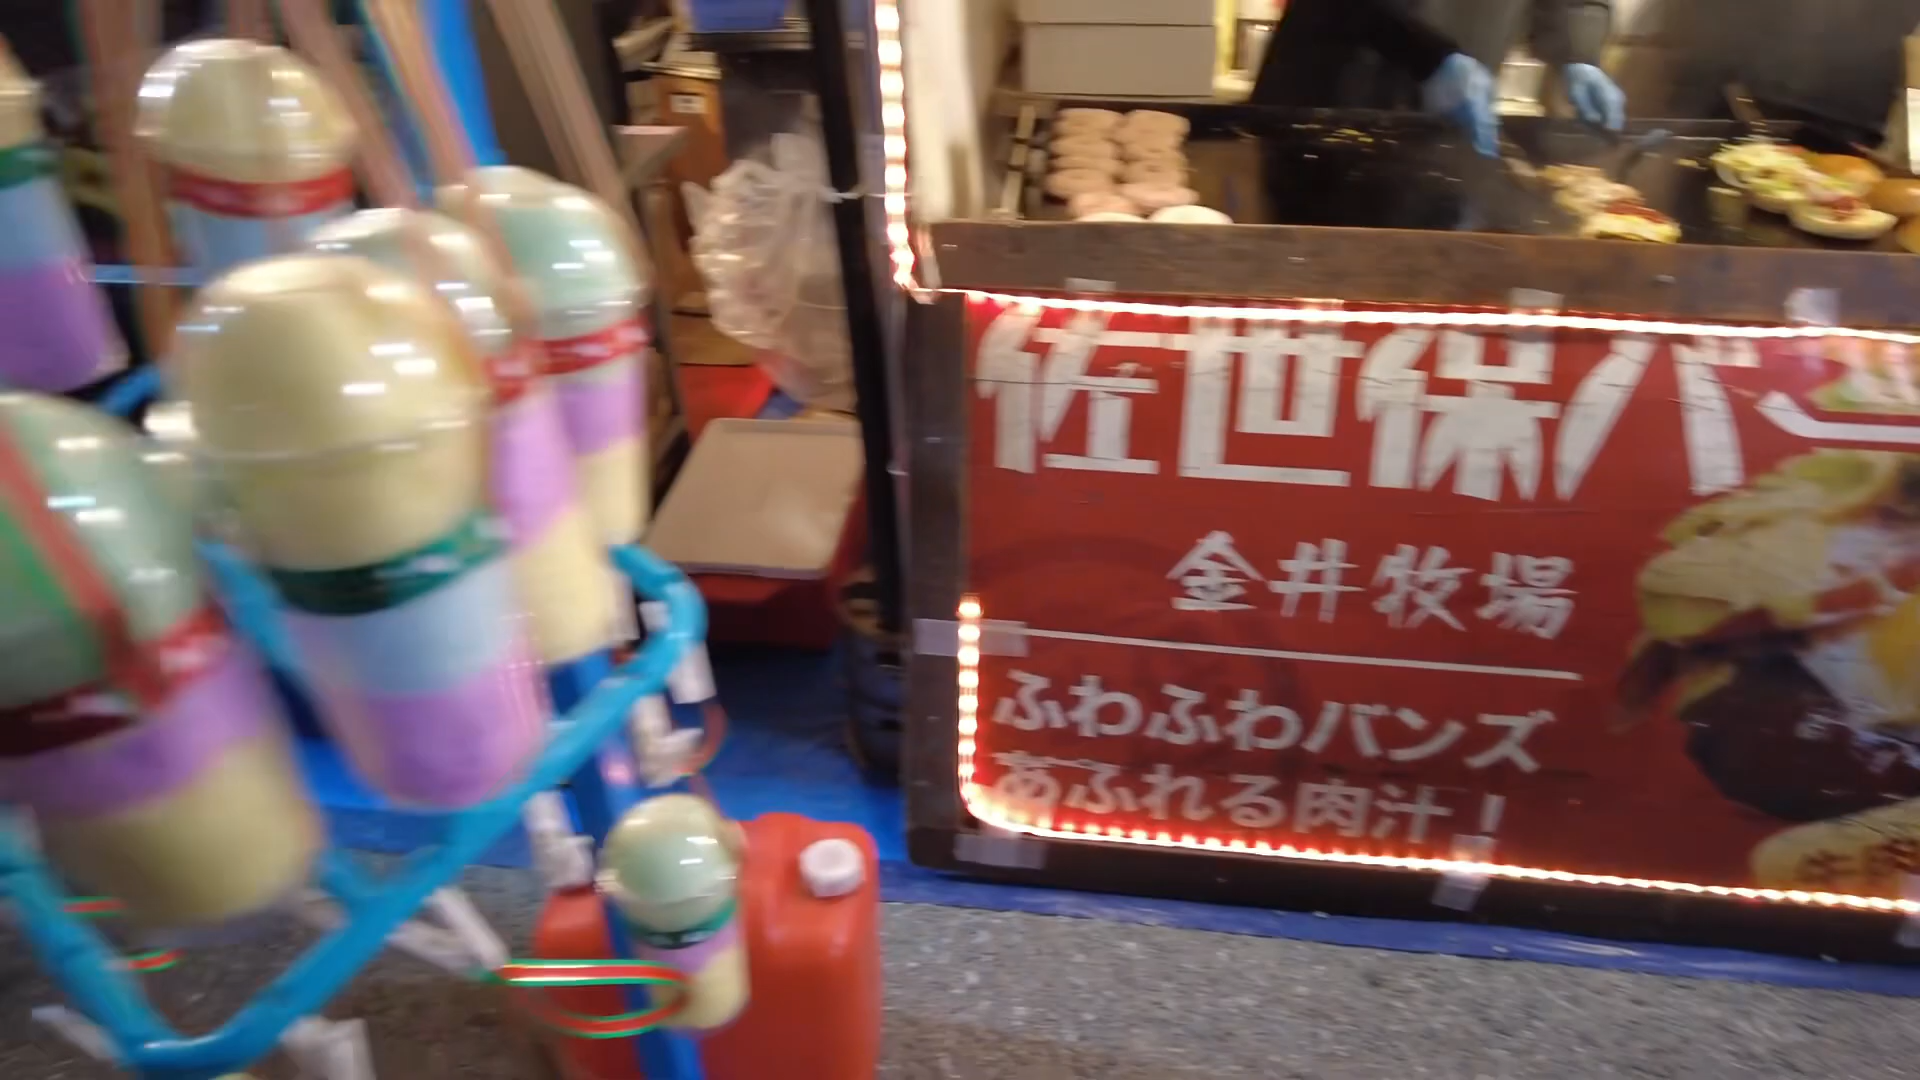 佐世保バー
金井牧場
ふわふわバンズ
あふれる肉汁！